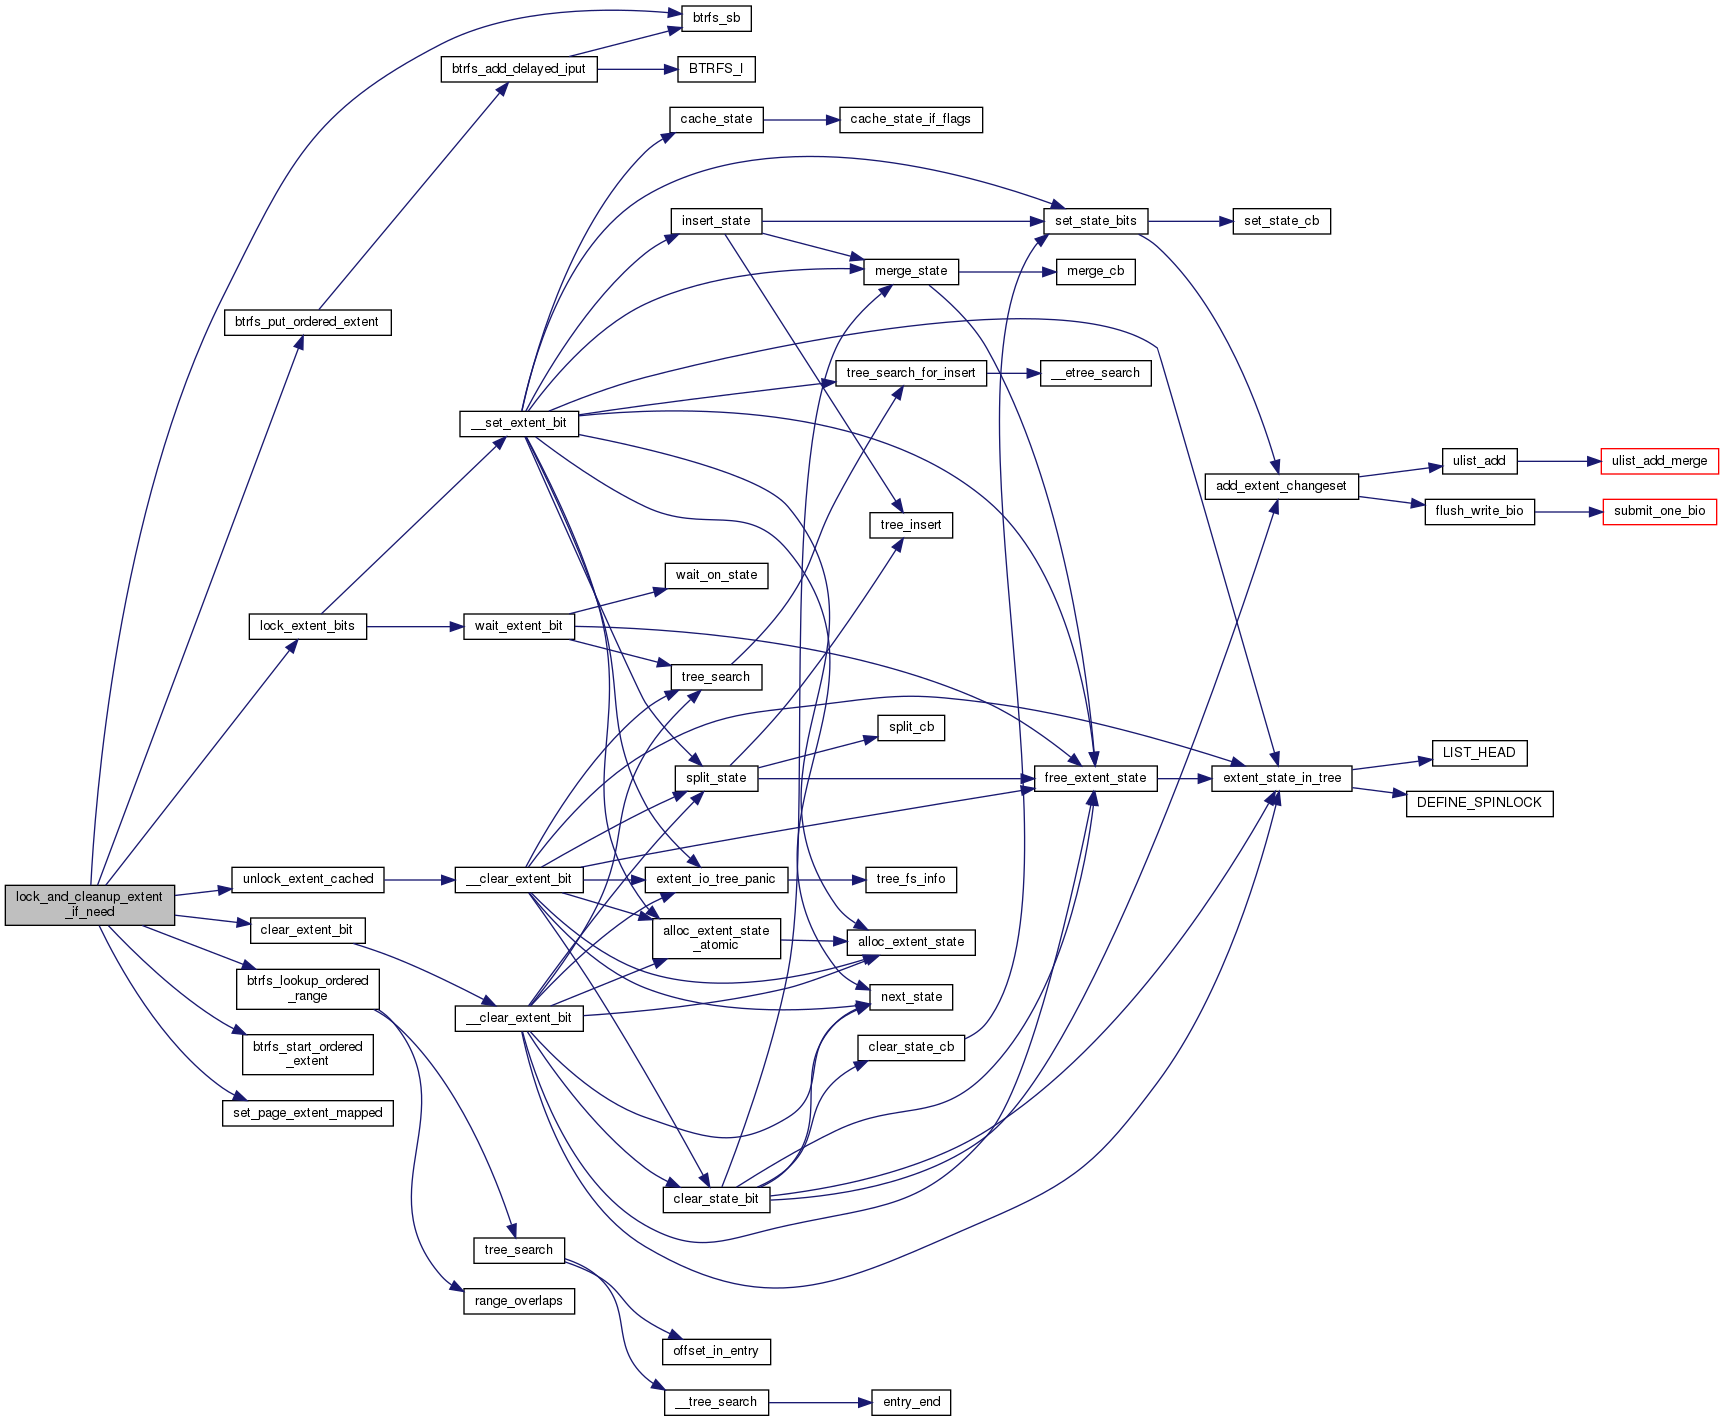 btrfs_sb
btrfs_add_delayed_iput
BTRFS_I
cache_state
cache_state_if_flags
insert_state
set_state_bits
set_state_cb
merge_state
merge_cb
btrfs_put_ordered_extent
tree_search_for_insert
__etree_search
__set_extent_bit
ulist_add
ulist_add_merge
add_extent_changeset
flush_write_bio
submit_one_bio
tree_insert
wait_on_state
lock_extent_bits
wait_extent_bit
tree_search
split_cb
LIST_HEAD
split_state
free_extent_state
extent_state_in_tree
DEFINE_SPINLOCK
unlock_extent_cached
__clear_extent_bit
extent_io_tree_panic
tree_fs_info
lock_and_cleanup_extent
_if_need
clear_extent_bit
alloc_extent_state
_atomic
alloc_extent_state
btrfs_lookup_ordered
_range
next_state
__clear_extent_bit
btrfs_start_ordered
_extent
clear_state_cb
set_page_extent_mapped
clear_state_bit
tree_search
range_overlaps
offset_in_entry
__tree_search
entry_end